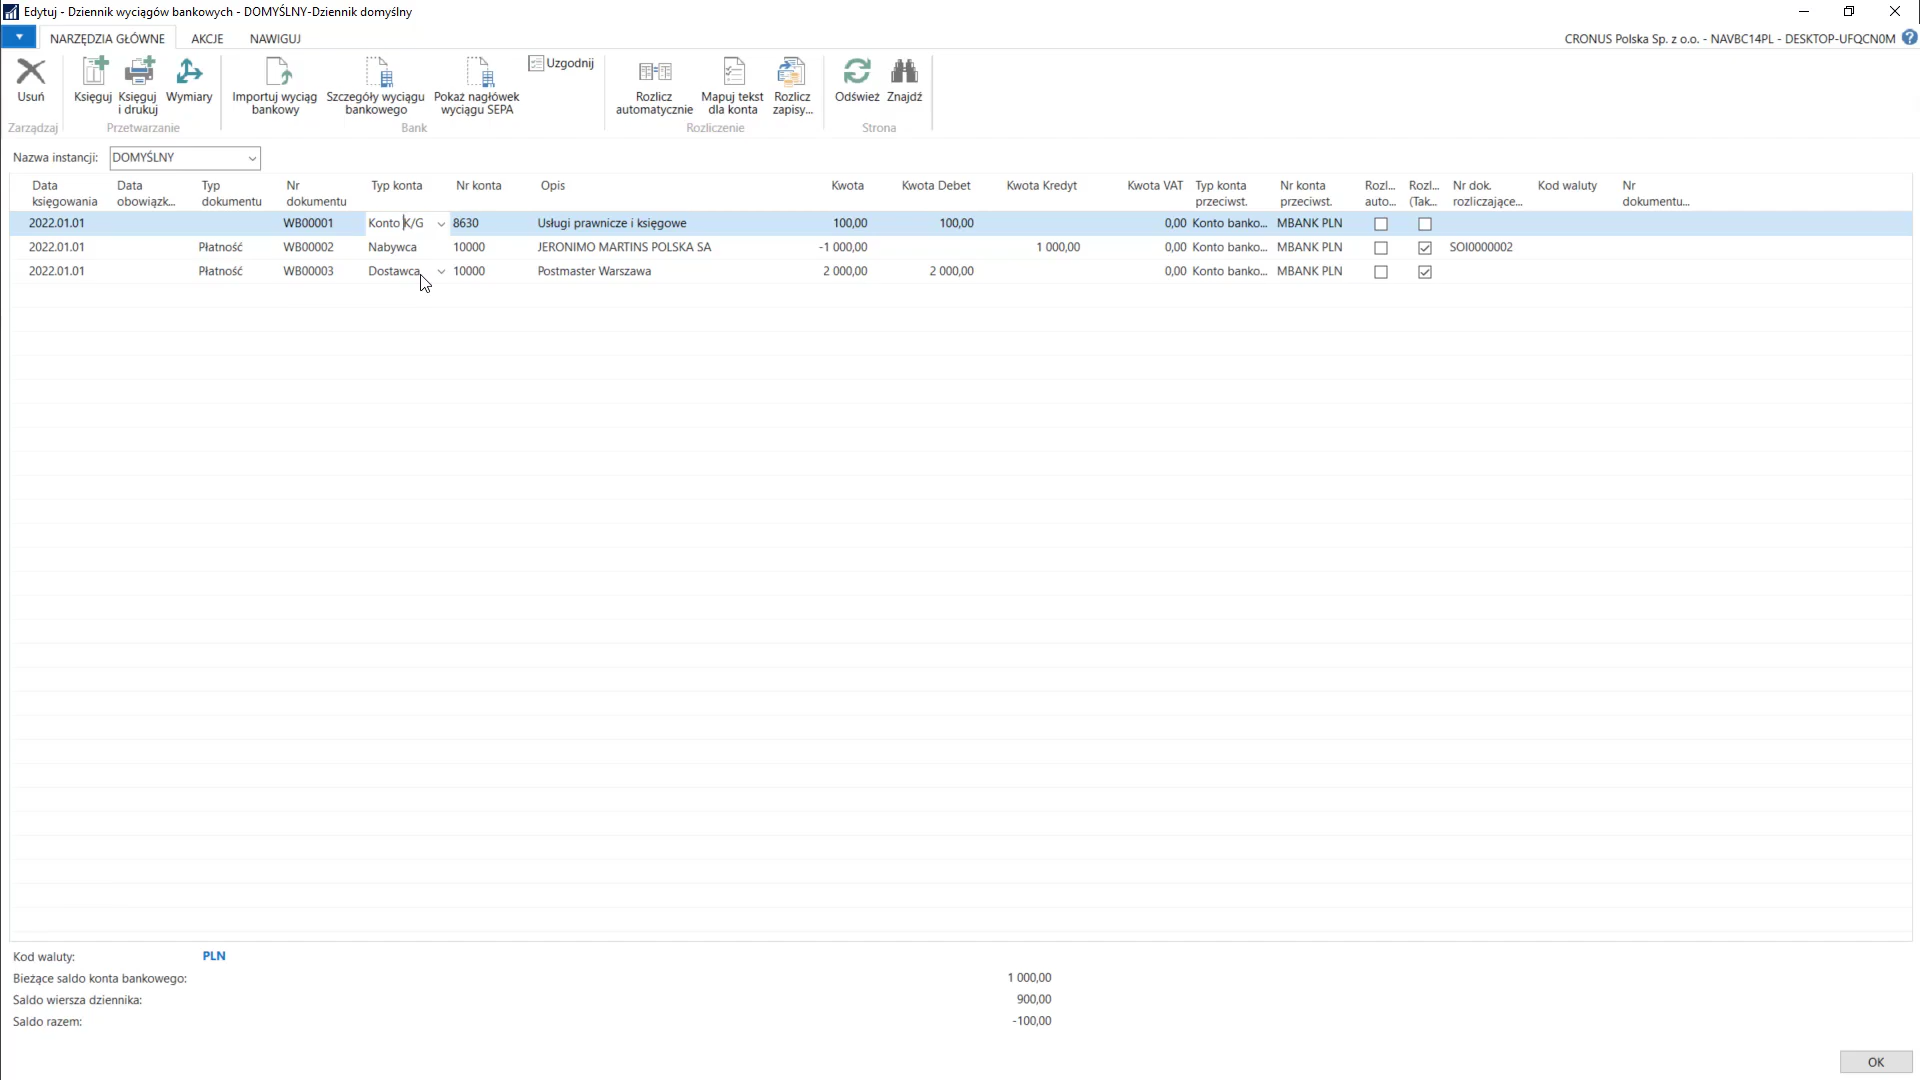 Edytuj - Dziennik wyciągów bankowych - DOMYŚLNY-Dziennik domyślny
NARZĘDZIA GŁÓWNE AKCJE NAWIGUJ
CRONUS Polska Sp. z o.o. - NAVBC14PL - DESKTOP-UFQCN0M
Usuń
Księguj
Księguj i drukuj
Wymiary
Importuj wyciąg bankowy
Szczegóły wyciągu bankowego
Pokaż nagłówek wyciągu SEPA
Uzgodnij
Rozlicz automatycznie
Mapuj tekst dla konta
Rozlicz zapisy...
Odśwież
Znajdź
Zarządzaj Przetwarzanie Bank Rozliczenie Strona
Nazwa instancji: DOMYŚLNY
Data księgowania Data obowiązk... Typ dokumentu Nr dokumentu Typ konta Nr konta Opis Kwota Kwota Debet Kwota Kredyt Kwota VAT Typ konta przeciwst. Nr konta przeciwst. Rozl... auto... Rozl... (Tak... Nr dok. rozliczające... Kod waluty Nr dokumentu...
2022.01.01 WB00001 Konto K/G 8630 Usługi prawnicze i księgowe 100,00 100,00 0,00 Konto banko... MBANK PLN
2022.01.01 Płatność WB00002 Nabywca 10000 JERONIMO MARTINS POLSKA SA -1 000,00 1 000,00 0,00 Konto banko... MBANK PLN SOI0000002
2022.01.01 Płatność WB00003 Dostawca 10000 Postmaster Warszawa 2 000,00 2 000,00 0,00 Konto banko... MBANK PLN
Kod waluty: PLN
Bieżące saldo konta bankowego: 1 000,00
Saldo wiersza dziennika: 900,00
Saldo razem: -100,00
OK